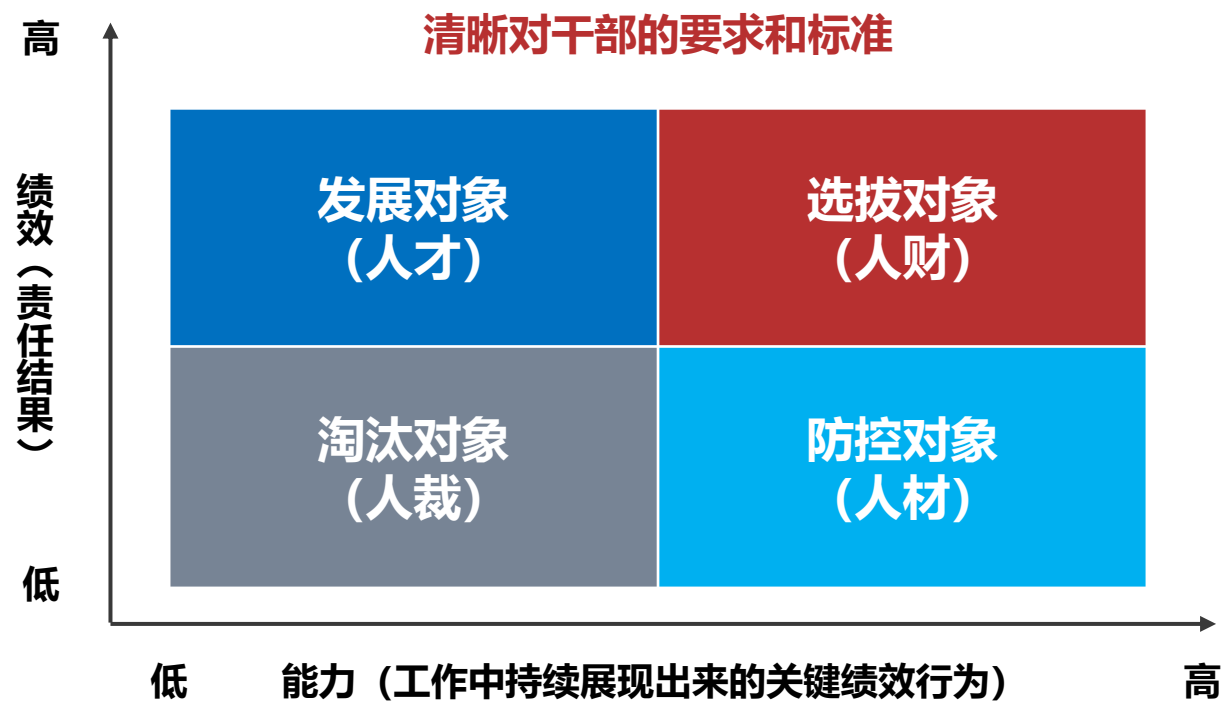 清晰对干部的要求和标准
高
绩效（责任结果）
低
发展对象
（人才）
选拔对象
（人财）
淘汰对象
（人裁）
防控对象
（人材）
低
能力（工作中持续展现出来的关键绩效行为）
高